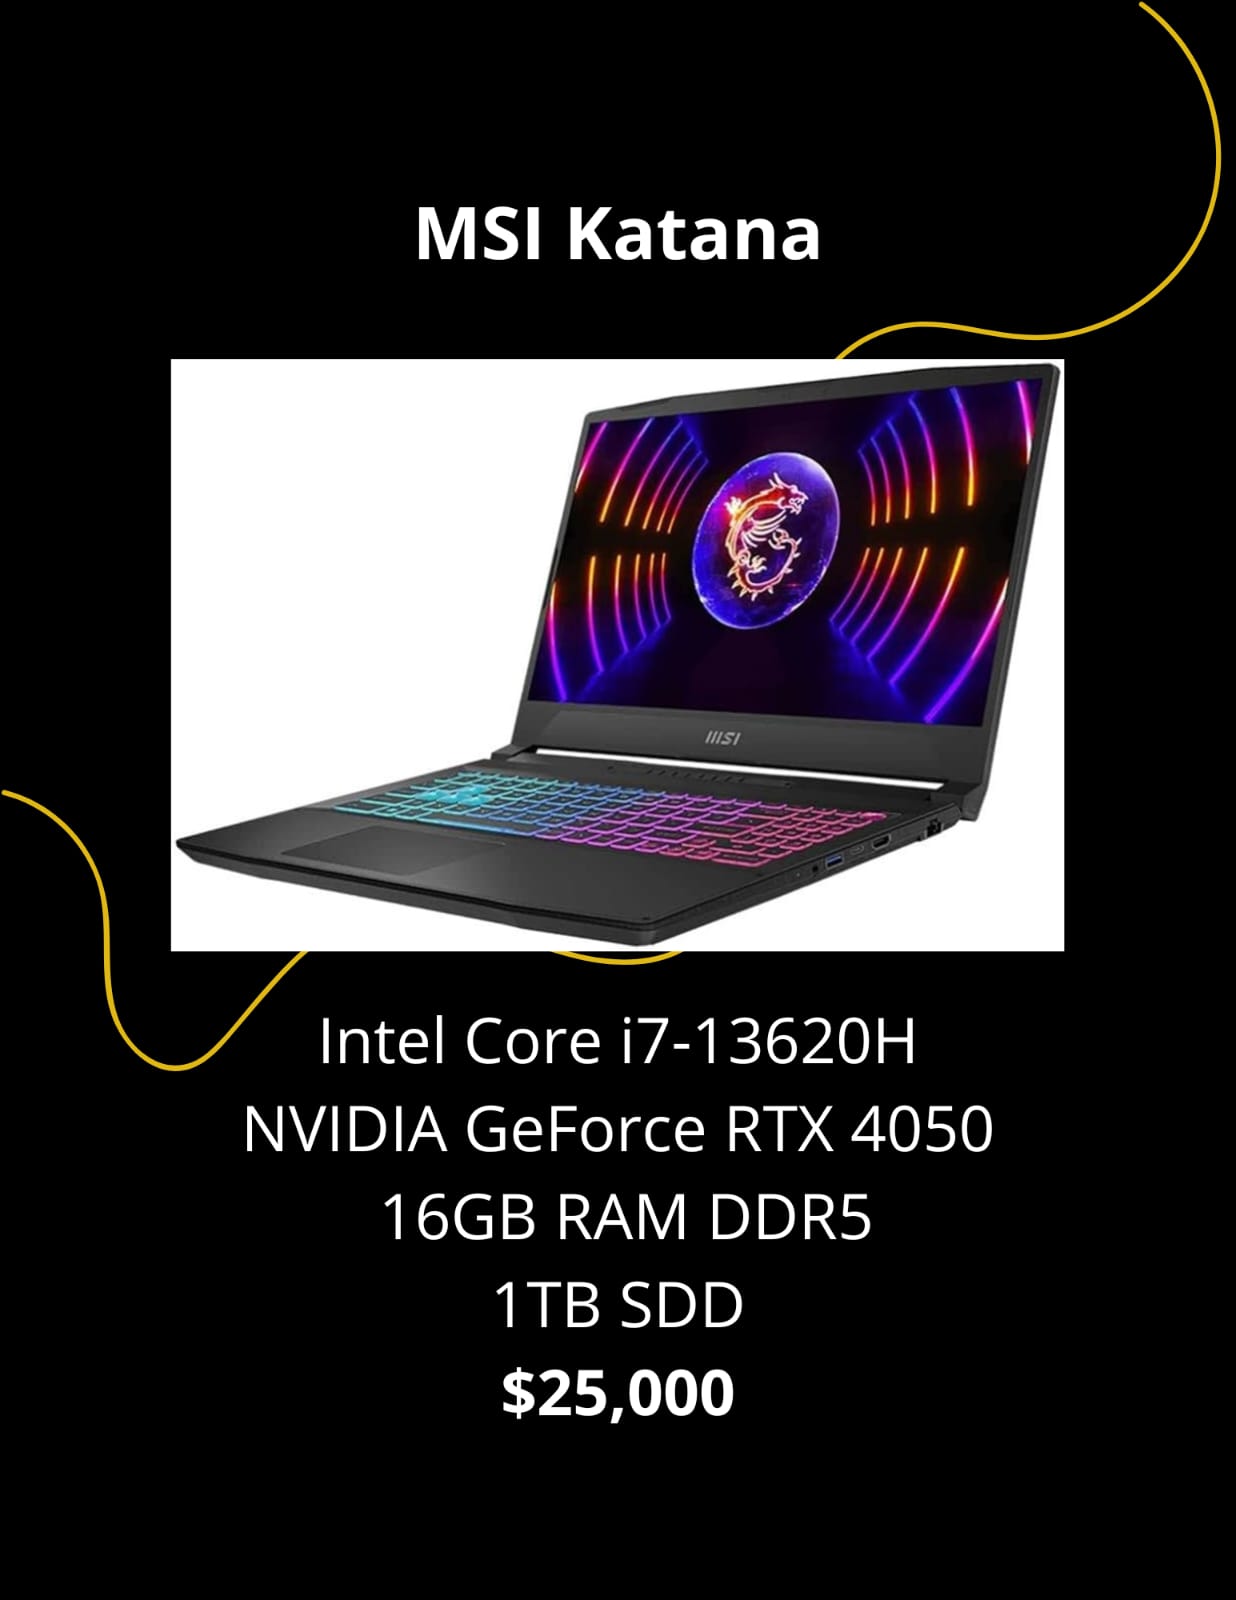 MSI Katana
msi
Intel Core i7-13620H
NVIDIA GeForce RTX 4050
16GB RAM DDR5
1TB SDD
$25,000